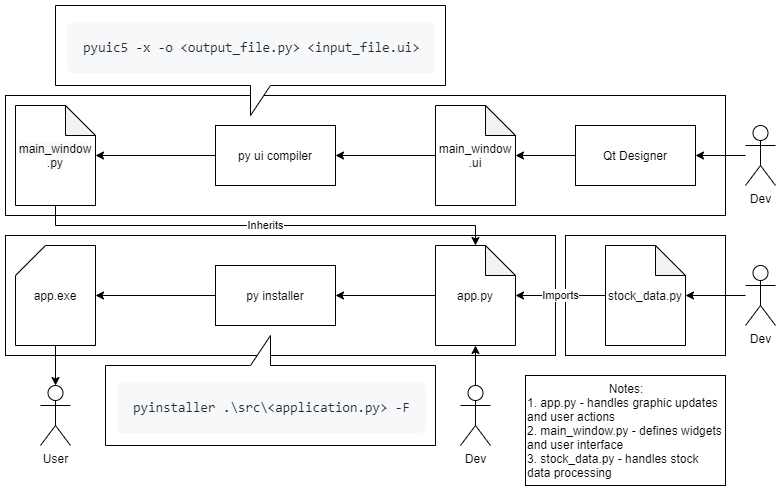 pyuic5 -x -o <output_file.py> <input_file.ui>
main_window
.py
py ui compiler
main_window
.ui
Qt Designer
Dev
Inherits
app.exe
py installer
app.py
Imports
stock_data.py
Dev
pyinstaller .\src\<application.py> -F
User
Dev
Notes:
1. app.py - handles graphic updates
and user actions
2. main_window.py - defines widgets
and user interface
3. stock_data.py - handles stock
data processing